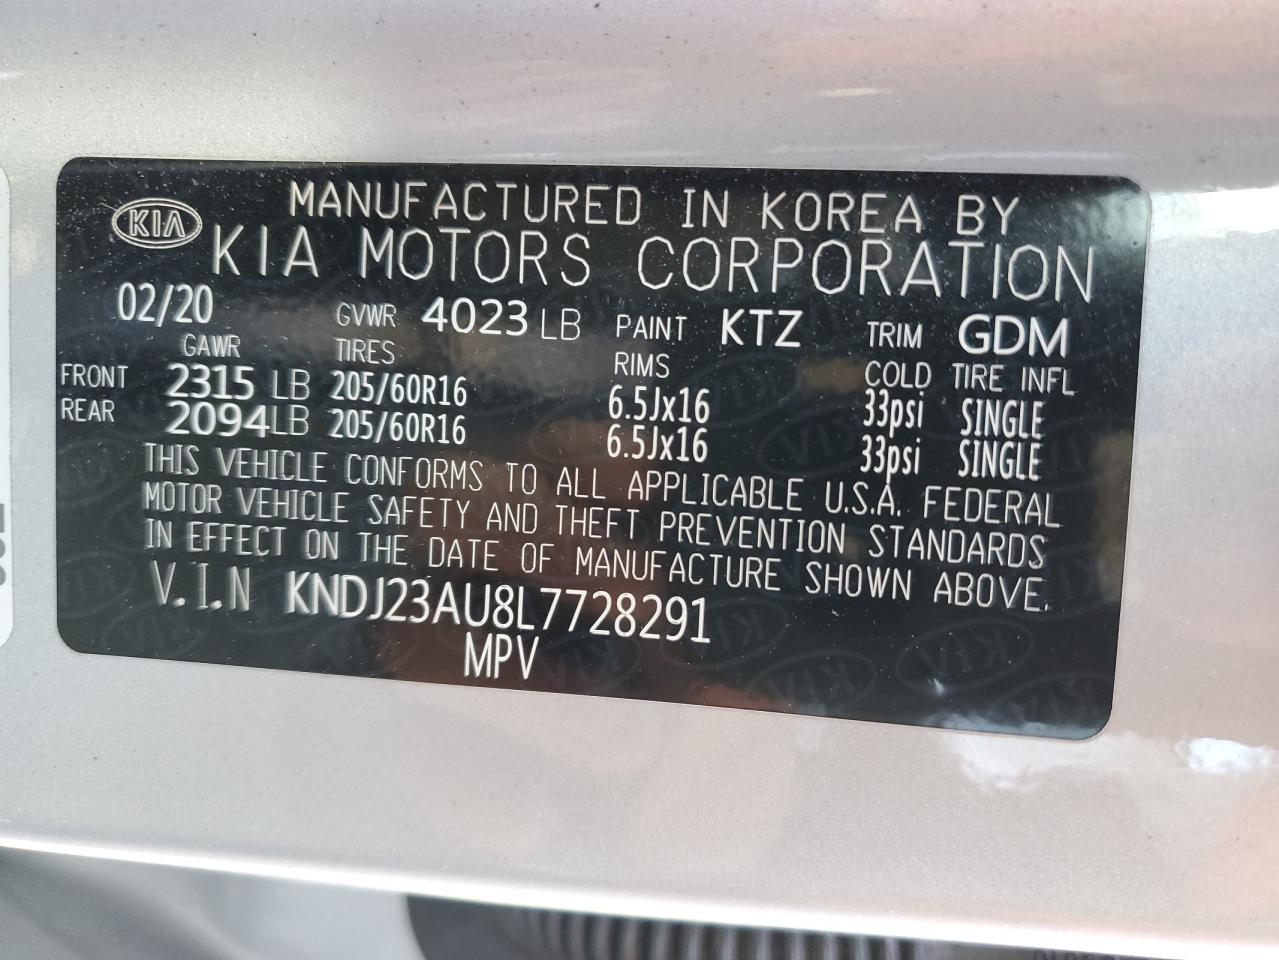 MANUFACTURED IN KOREA BY
KIA KIA MOTORS CORPORATION
02/20 GVWR 4023 LB PAINT KTZ TRIM GDM
GAWR TIRES RIMS COLD TIRE INFL
FRONT 2315 LB 205/60R16 6.5Jx16 33psi SINGLE
REAR 2094LB 205/60R16 6.5Jx16 33psi SINGLE
THIS VEHICLE CONFORMS TO ALL APPLICABLE U.S.A. FEDERAL
MOTOR VEHICLE SAFETY AND THEFT PREVENTION STANDARDS
IN EFFECT ON THE DATE OF MANUFACTURE SHOWN ABOVE.
V.I.N KNDJ23AU8L7728291
MPV